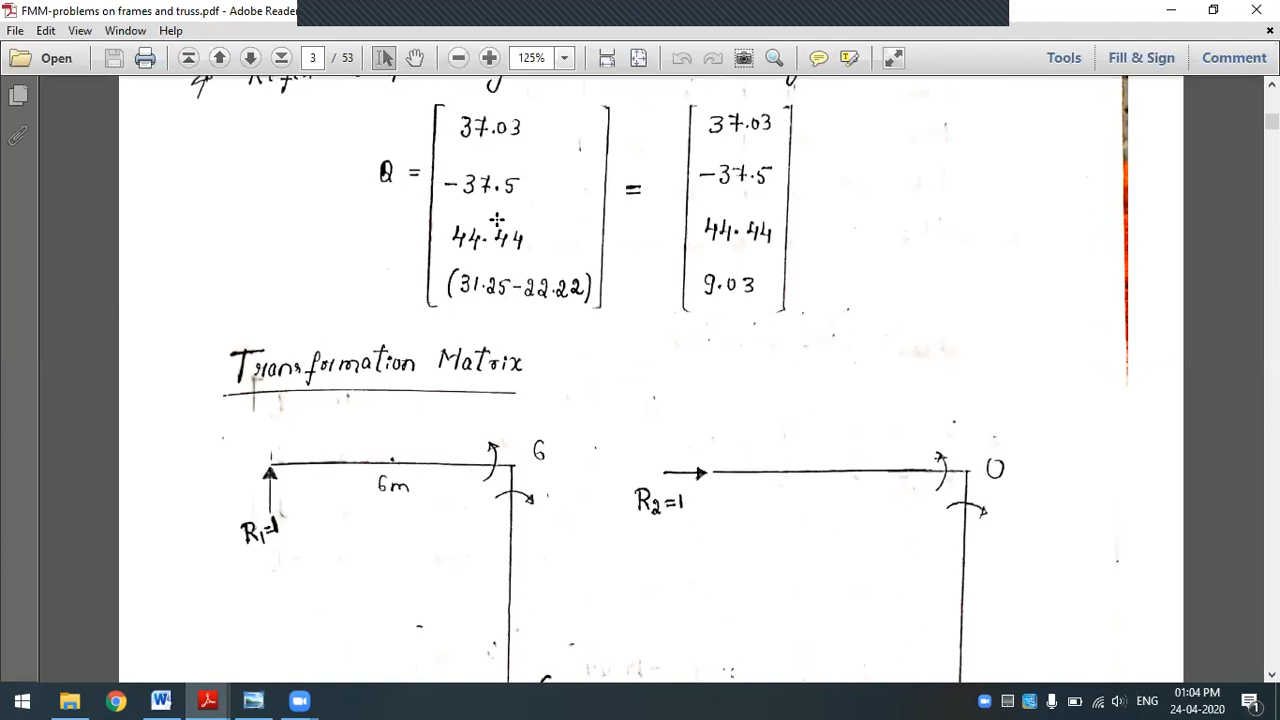 FMM-problems on frames and truss.pdf - Adobe Reader
File Edit View Window Help
Open 3 / 53 125% Tools Fill & Sign Comment
37.03 37.03
Q = -37.5 = -37.5
44.44 44.44
(31.25-22.22) 9.03
Transformation Matrix
6 0
6m
R1=1 R2=1
ENG 01:04 PM
24-04-2020